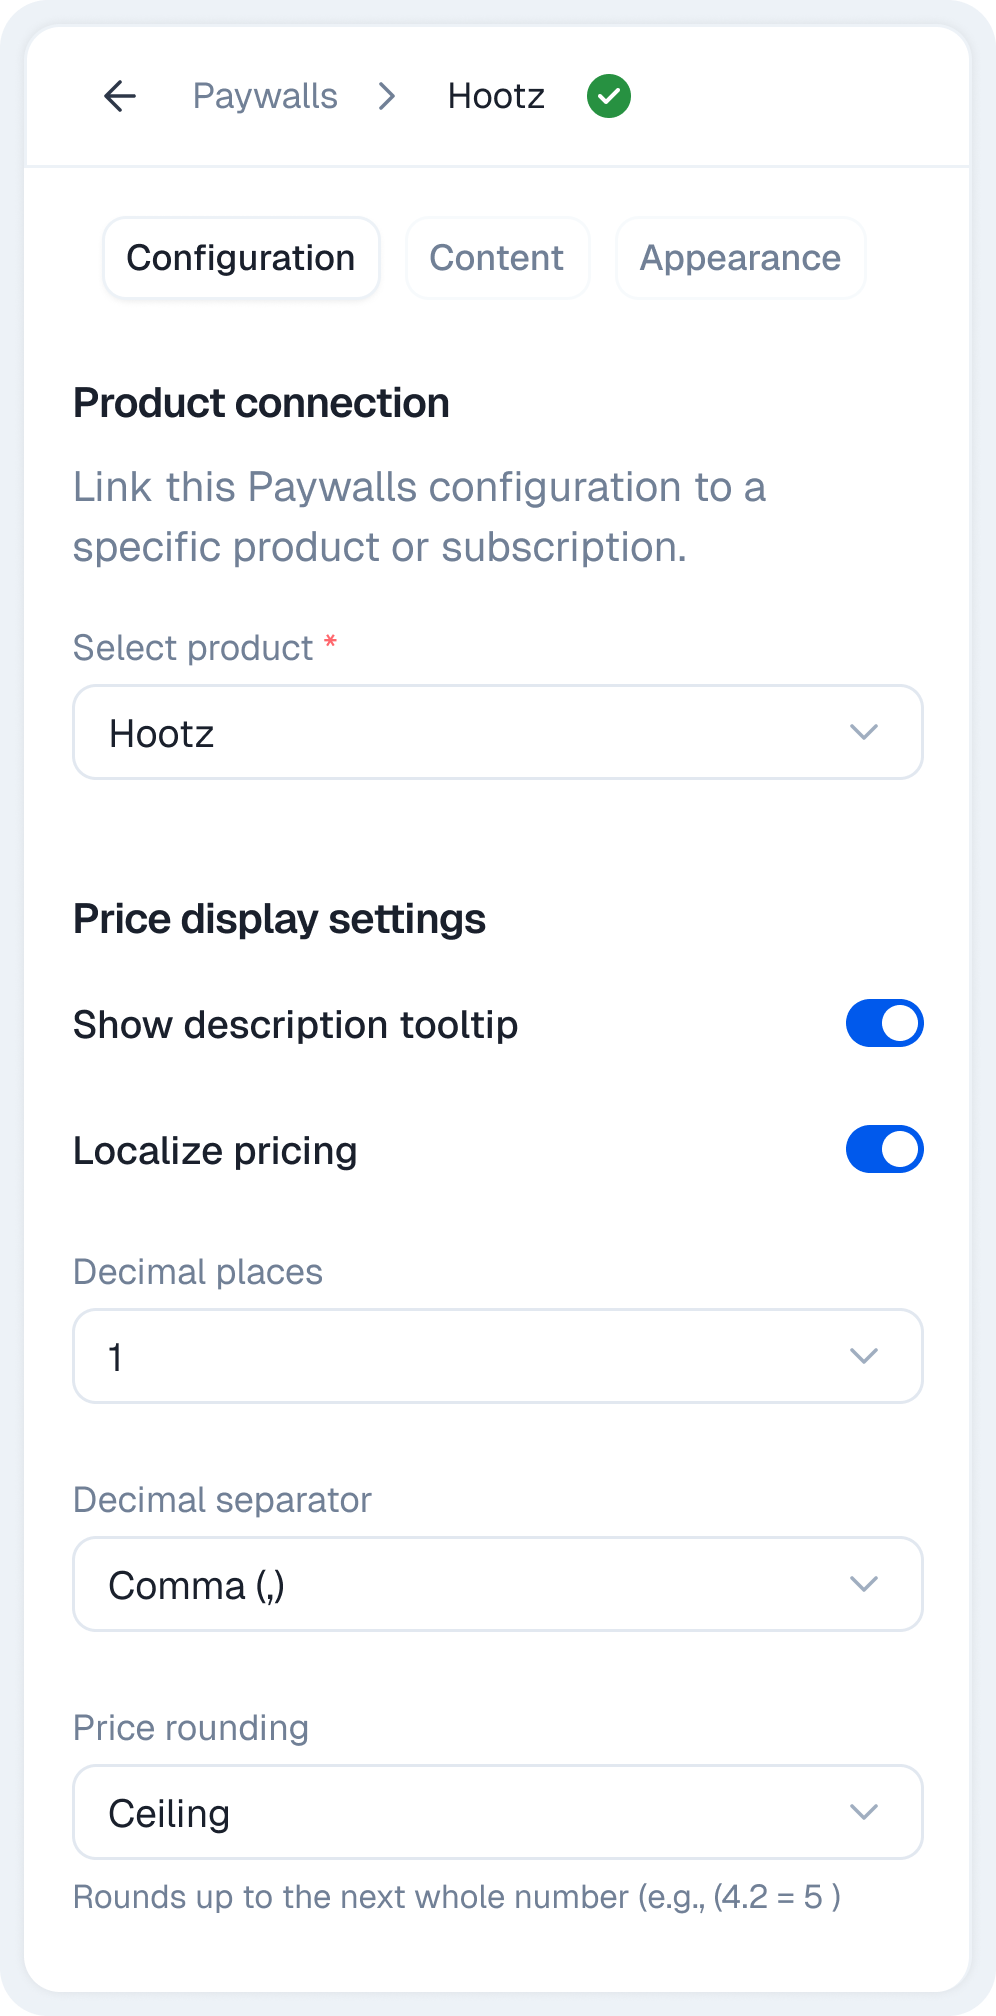 Paywalls > Hootz
Configuration Content Appearance
Product connection
Link this Paywalls configuration to a
specific product or subscription.
Select product *
Hootz
Price display settings
Show description tooltip
Localize pricing
Decimal places
1
Decimal separator
Comma (,)
Price rounding
Ceiling
Rounds up to the next whole number (e.g., (4.2 = 5 )